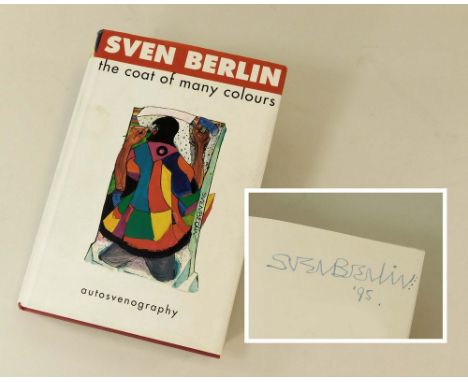 SVEN BERLIN
the coat of many colours
autosvenography
SVEN BERLIN:
'95.